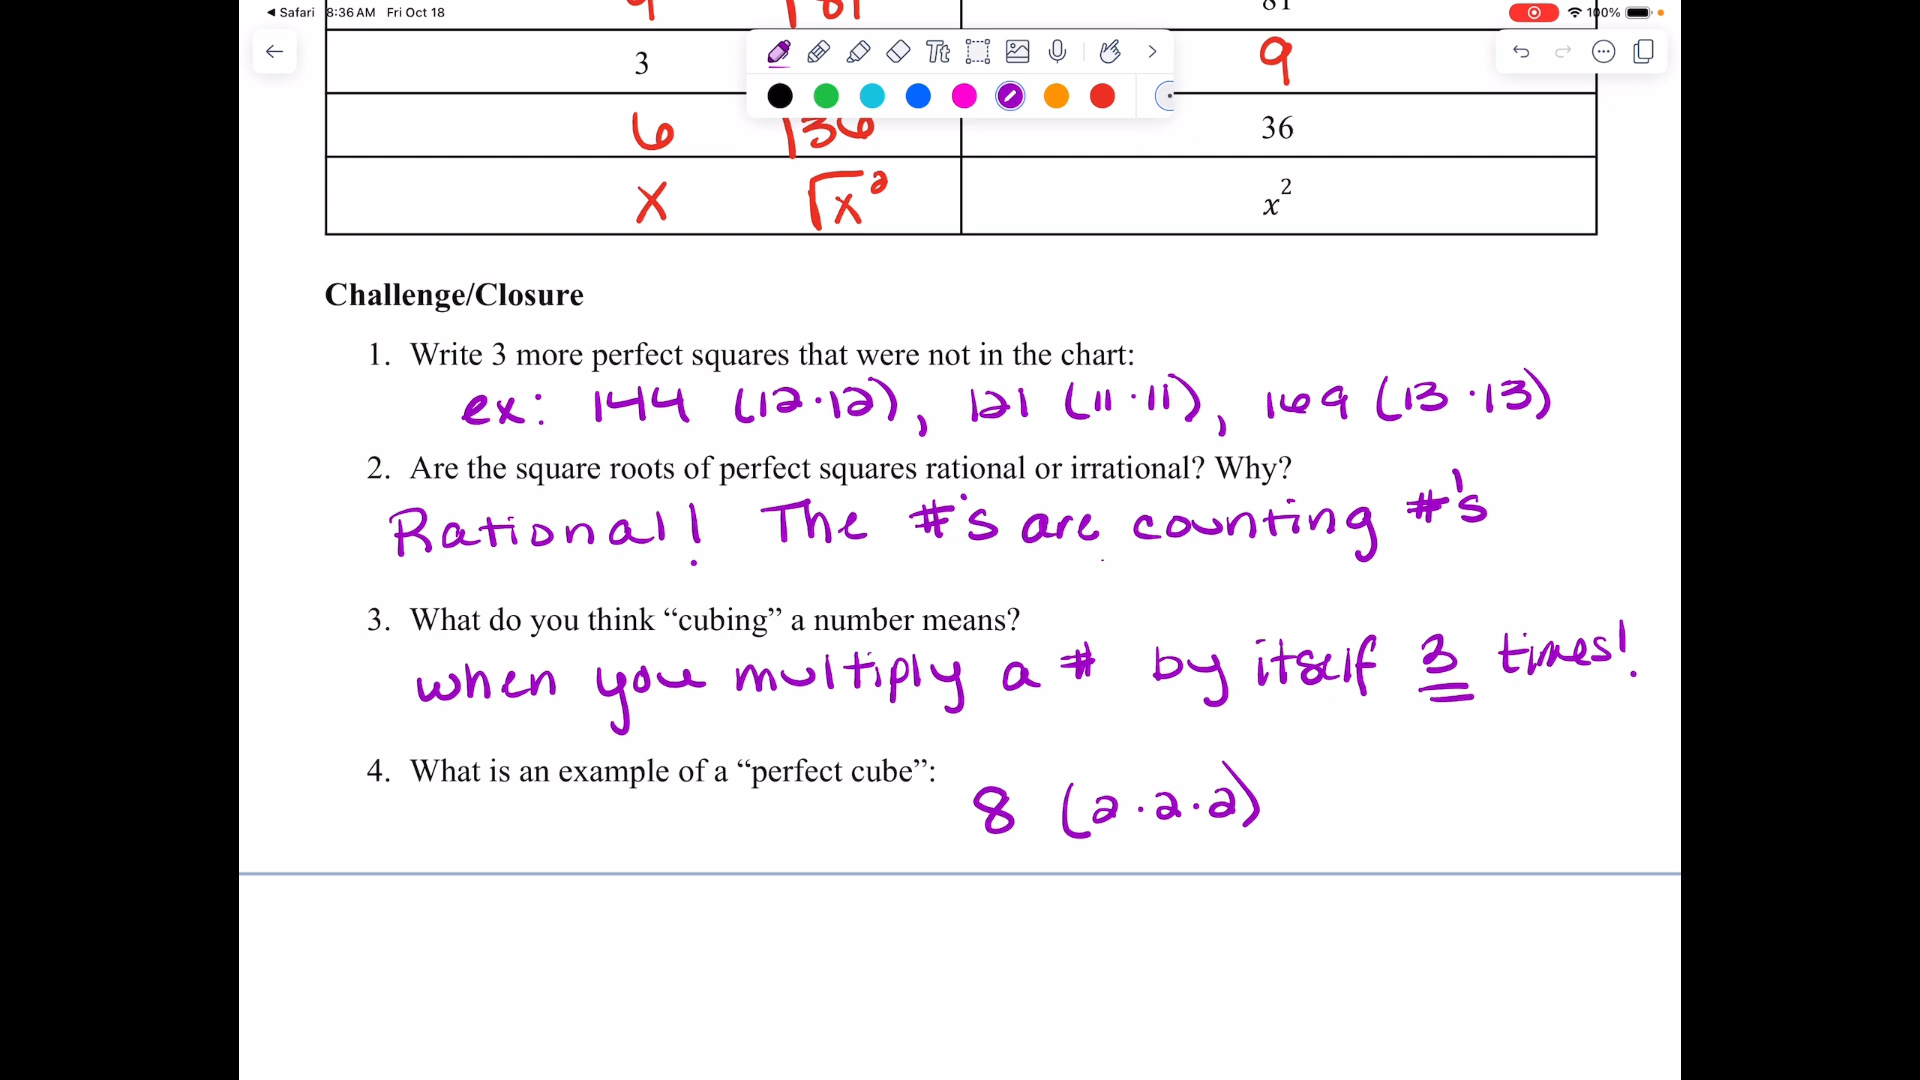 ◀ Safari 8:36 AM Fri Oct 18 100%
Tt
3 9
6 √36 36
x √x² x²
Challenge/Closure
1. Write 3 more perfect squares that were not in the chart:
ex: 144 (12·12), 121 (11·11), 169 (13·13)
2. Are the square roots of perfect squares rational or irrational? Why?
Rational! The #'s are counting #'s
3. What do you think “cubing” a number means?
when you multiply a # by itself 3 times!
4. What is an example of a “perfect cube”:
8 (2·2·2)